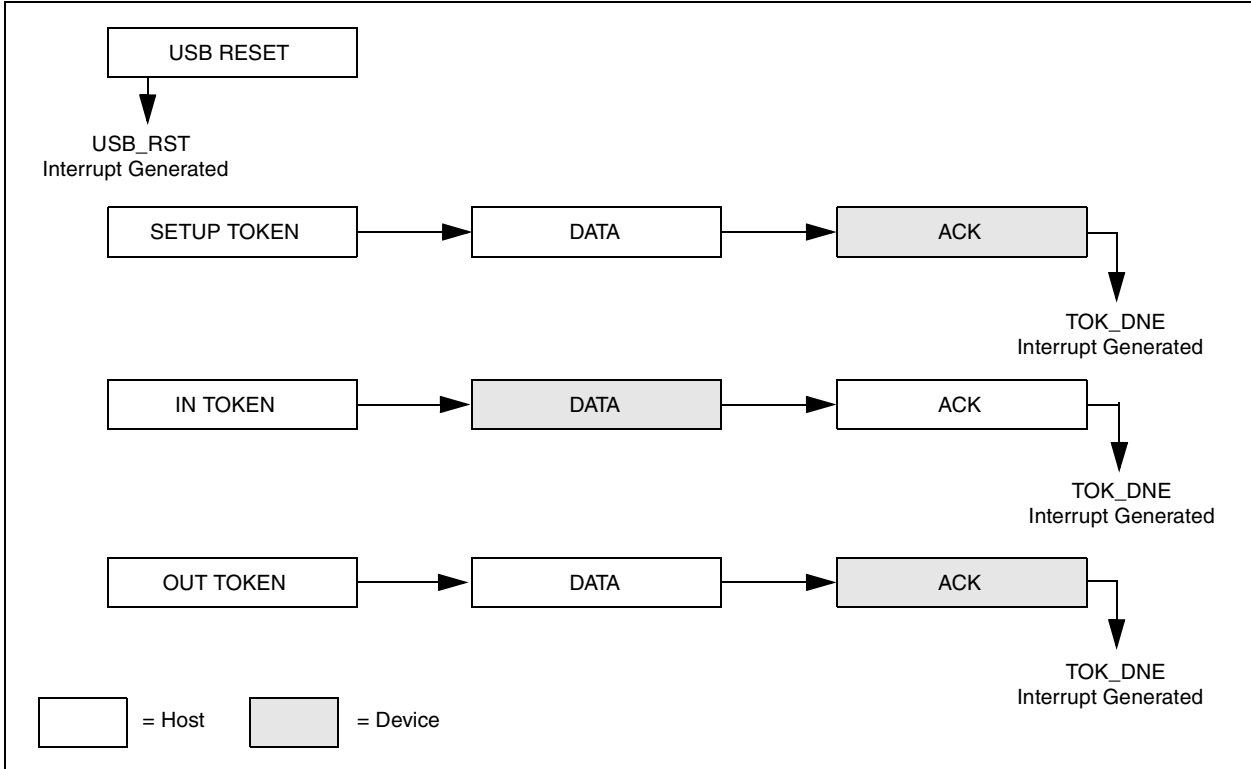 USB RESET
USB_RST
Interrupt Generated
SETUP TOKEN
DATA
ACK
TOK_DNE
Interrupt Generated
IN TOKEN
DATA
ACK
TOK_DNE
Interrupt Generated
OUT TOKEN
DATA
ACK
TOK_DNE
Interrupt Generated
= Host
= Device